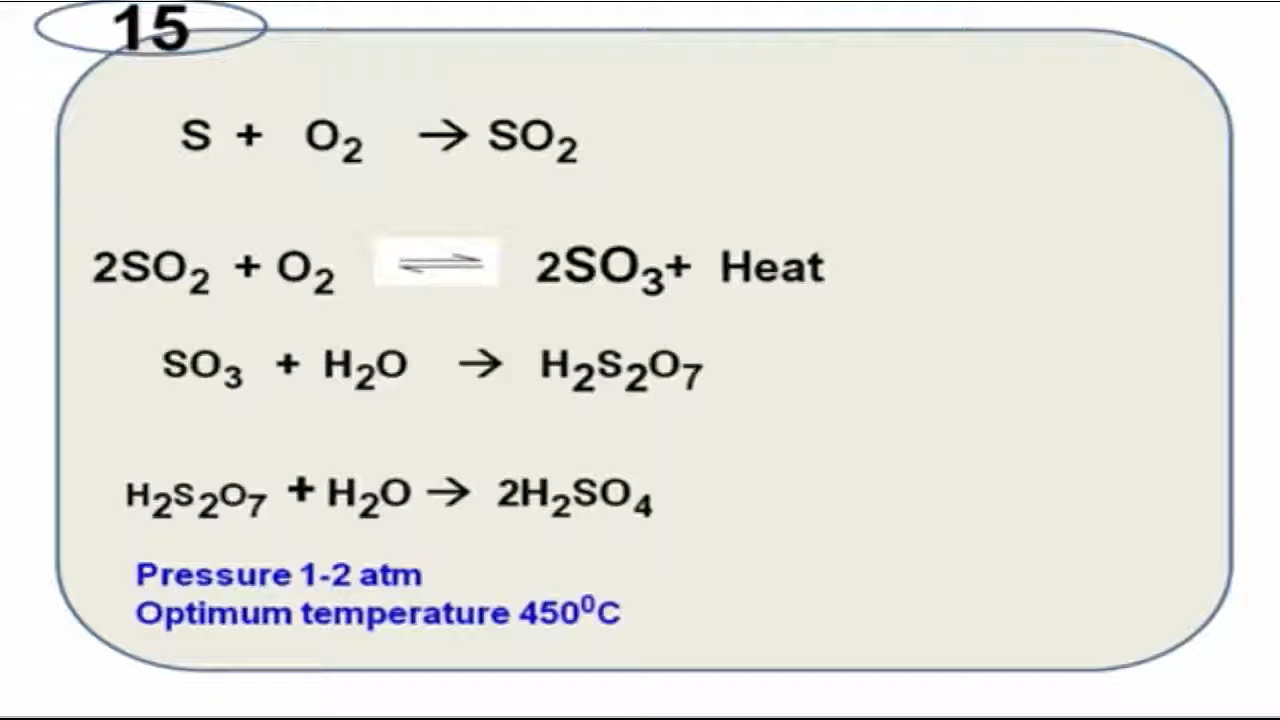 15
S + O₂ → SO₂
2SO₂ + O₂ ⇌ 2SO₃+ Heat
SO₃ + H₂O → H₂S₂O₇
H₂S₂O₇ + H₂O → 2H₂SO₄
Pressure 1-2 atm
Optimum temperature 450⁰C